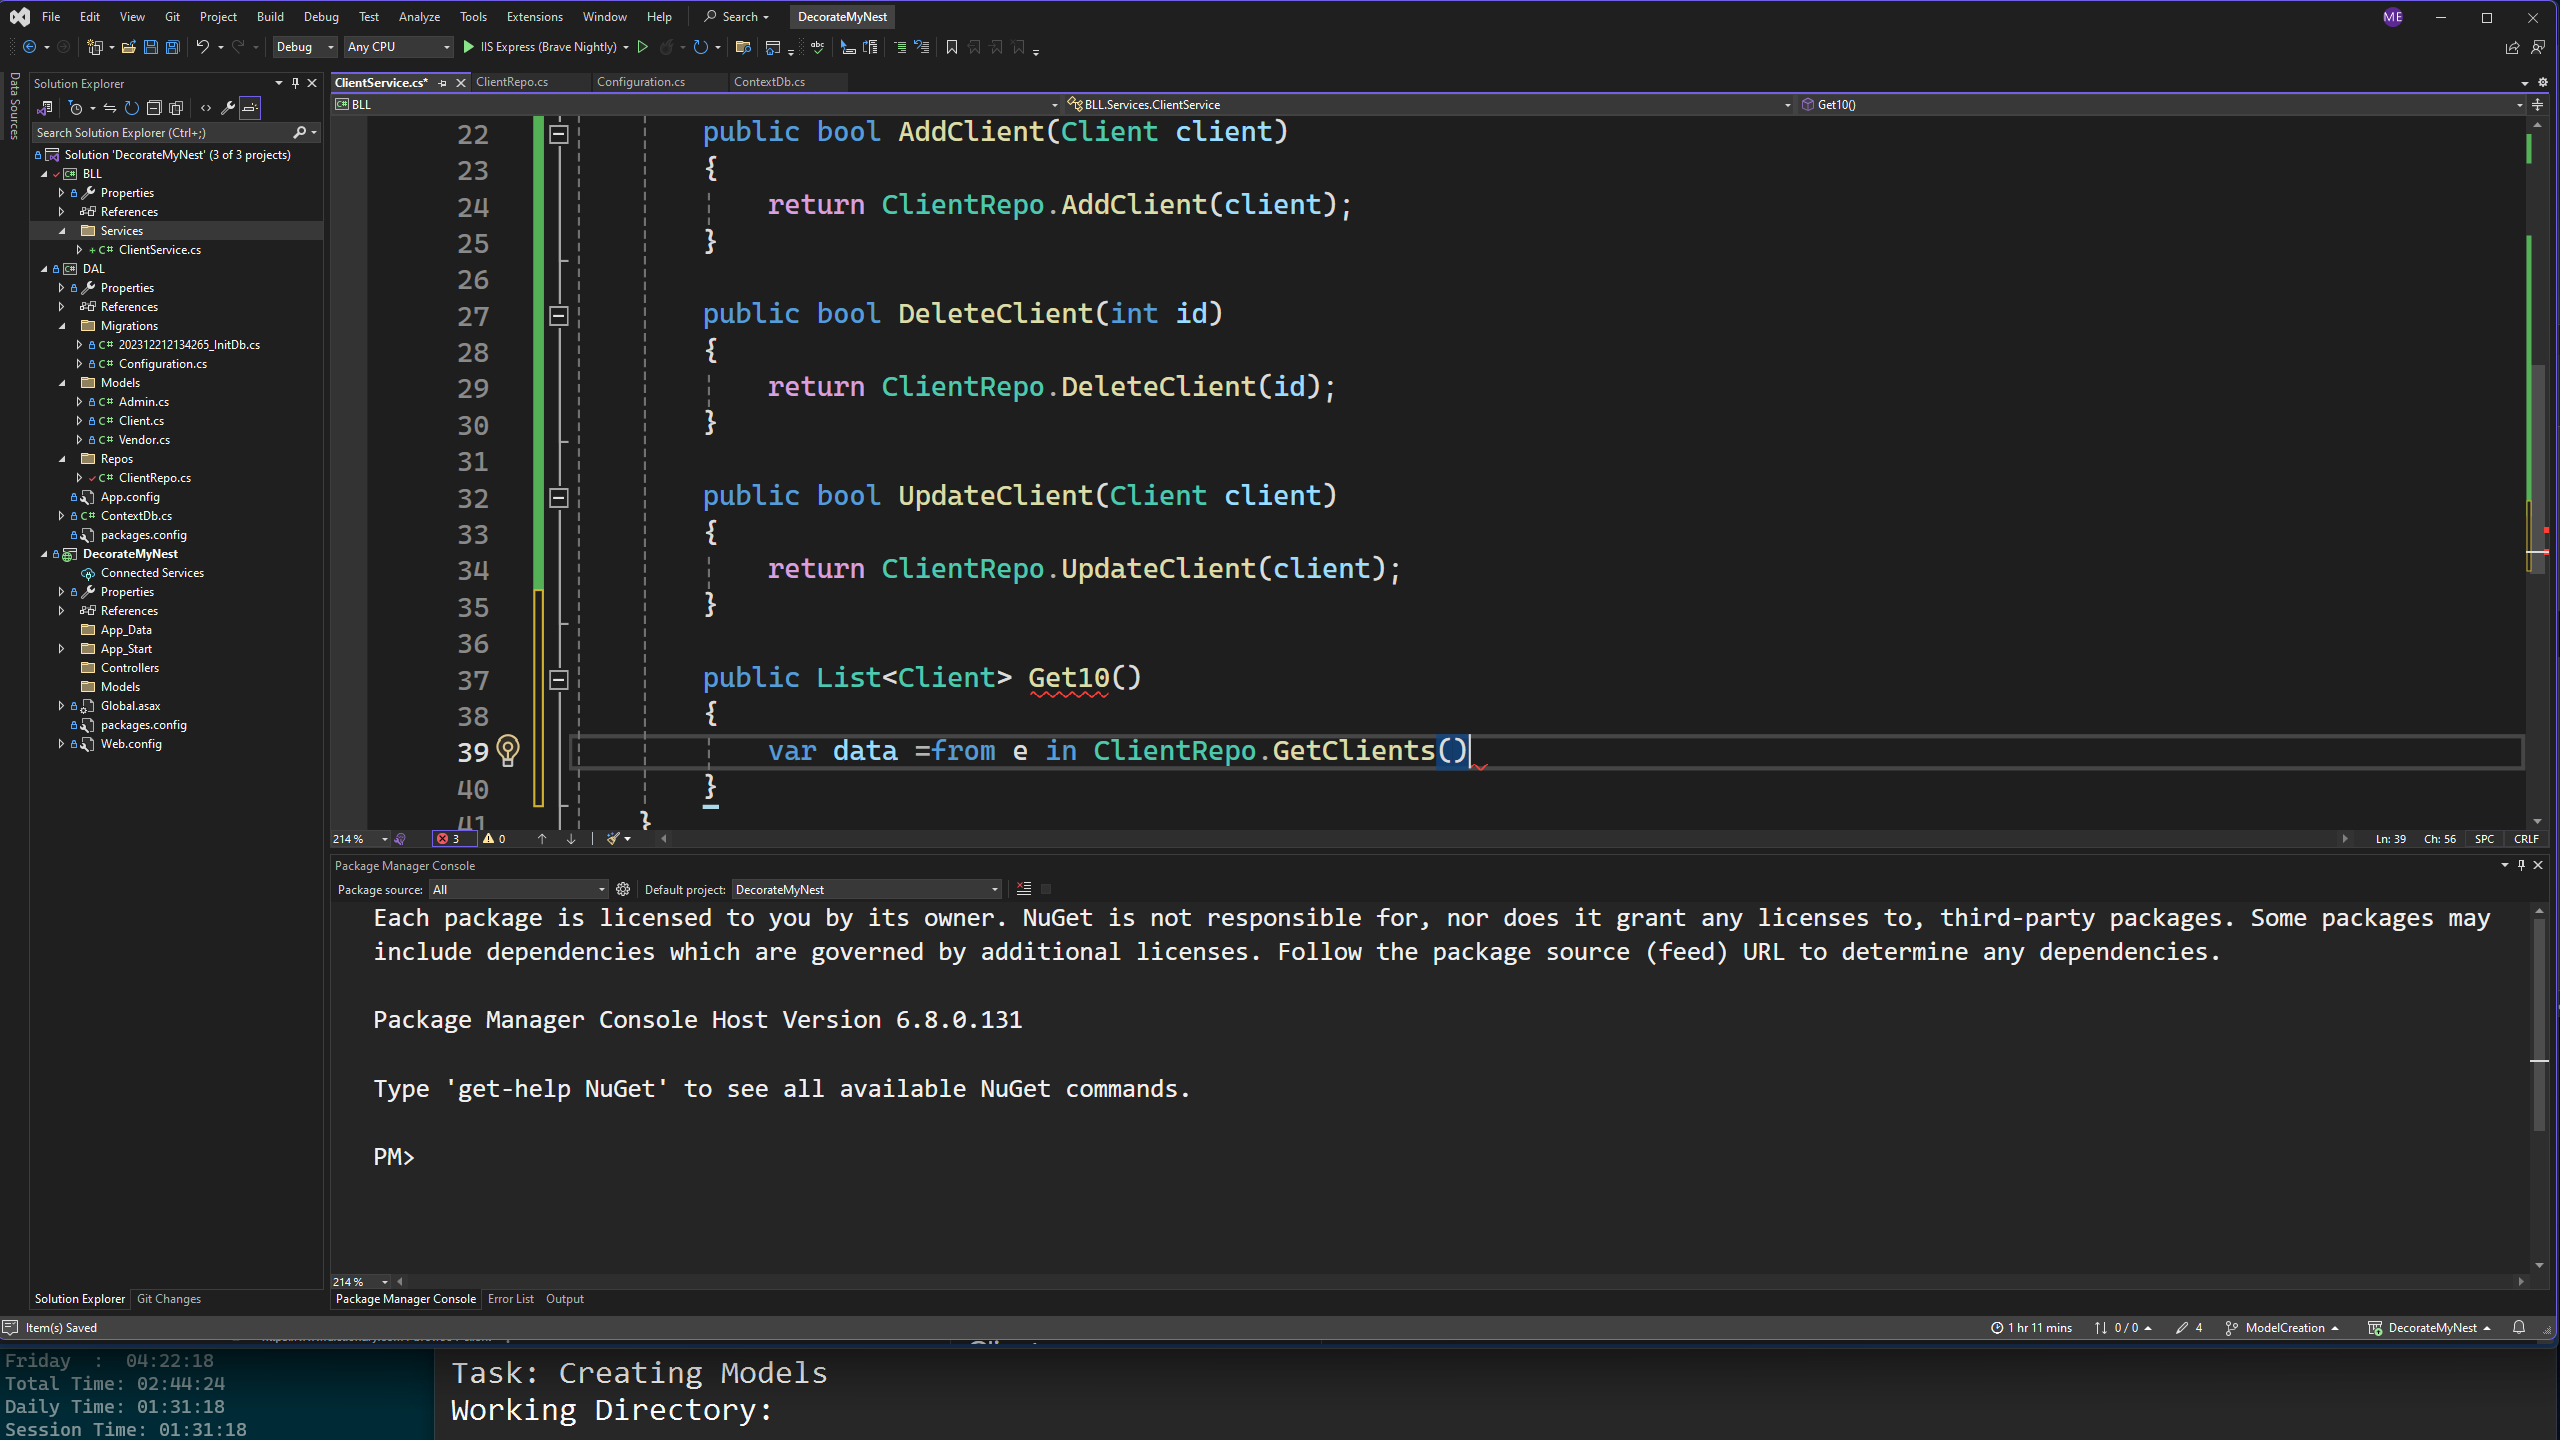 File Edit View Git Project Build Debug Test Analyze Tools Extensions Window Help Search DecorateMyNest ME
Debug Any CPU IIS Express (Brave Nightly)
Data Sources
Solution Explorer
Search Solution Explorer (Ctrl+;)
Solution 'DecorateMyNest' (3 of 3 projects)
BLL
Properties
References
Services
C# ClientService.cs
DAL
Properties
References
Migrations
C# 202312212134265_InitDb.cs
C# Configuration.cs
Models
C# Admin.cs
C# Client.cs
C# Vendor.cs
Repos
C# ClientRepo.cs
App.config
C# ContextDb.cs
packages.config
DecorateMyNest
Connected Services
Properties
References
App_Data
App_Start
Controllers
Models
Global.asax
packages.config
Web.config
Solution Explorer Git Changes
ClientService.cs* ClientRepo.cs Configuration.cs ContextDb.cs
C# BLL BLL.Services.ClientService Get10()
22 public bool AddClient(Client client)
23 {
24 return ClientRepo.AddClient(client);
25 }
26
27 public bool DeleteClient(int id)
28 {
29 return ClientRepo.DeleteClient(id);
30 }
31
32 public bool UpdateClient(Client client)
33 {
34 return ClientRepo.UpdateClient(client);
35 }
36
37 public List<Client> Get10()
38 {
39 var data =from e in ClientRepo.GetClients()
40 }
41 }
214 % 3 0 Ln: 39 Ch: 56 SPC CRLF
Package Manager Console
Package source: All Default project: DecorateMyNest
Each package is licensed to you by its owner. NuGet is not responsible for, nor does it grant any licenses to, third-party packages. Some packages may
include dependencies which are governed by additional licenses. Follow the package source (feed) URL to determine any dependencies.
Package Manager Console Host Version 6.8.0.131
Type 'get-help NuGet' to see all available NuGet commands.
PM>
214 %
Package Manager Console Error List Output
Item(s) Saved 1 hr 11 mins 0 / 0 4 ModelCreation DecorateMyNest
Friday : 04:22:18
Total Time: 02:44:24
Daily Time: 01:31:18
Session Time: 01:31:18
Task: Creating Models
Working Directory: